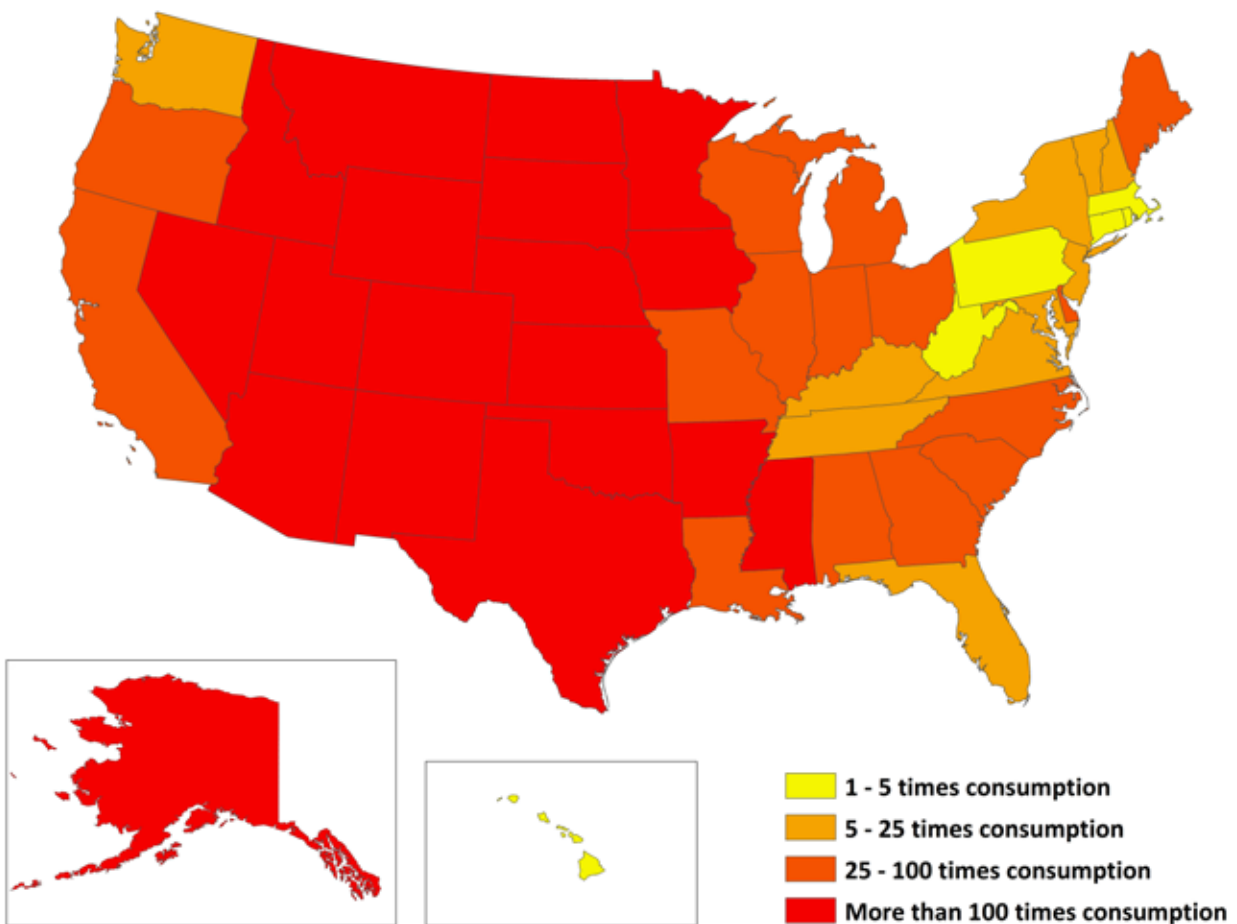 1 - 5 times consumption
5 - 25 times consumption
25 - 100 times consumption
More than 100 times consumption